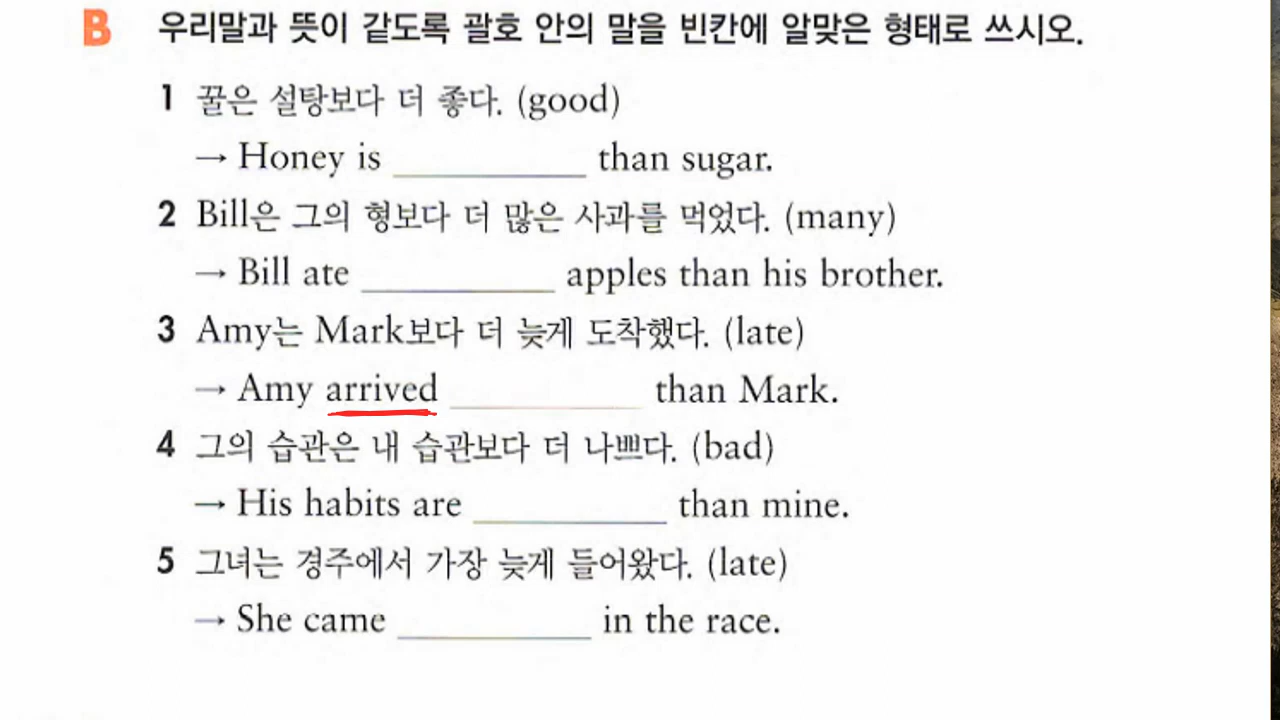 B 우리말과 뜻이 같도록 괄호 안의 말을 빈칸에 알맞은 형태로 쓰시오.
1 꿀은 설탕보다 더 좋다. (good)
→ Honey is __________ than sugar.
2 Bill은 그의 형보다 더 많은 사과를 먹었다. (many)
→ Bill ate __________ apples than his brother.
3 Amy는 Mark보다 더 늦게 도착했다. (late)
→ Amy arrived __________ than Mark.
4 그의 습관은 내 습관보다 더 나쁘다. (bad)
→ His habits are __________ than mine.
5 그녀는 경주에서 가장 늦게 들어왔다. (late)
→ She came __________ in the race.